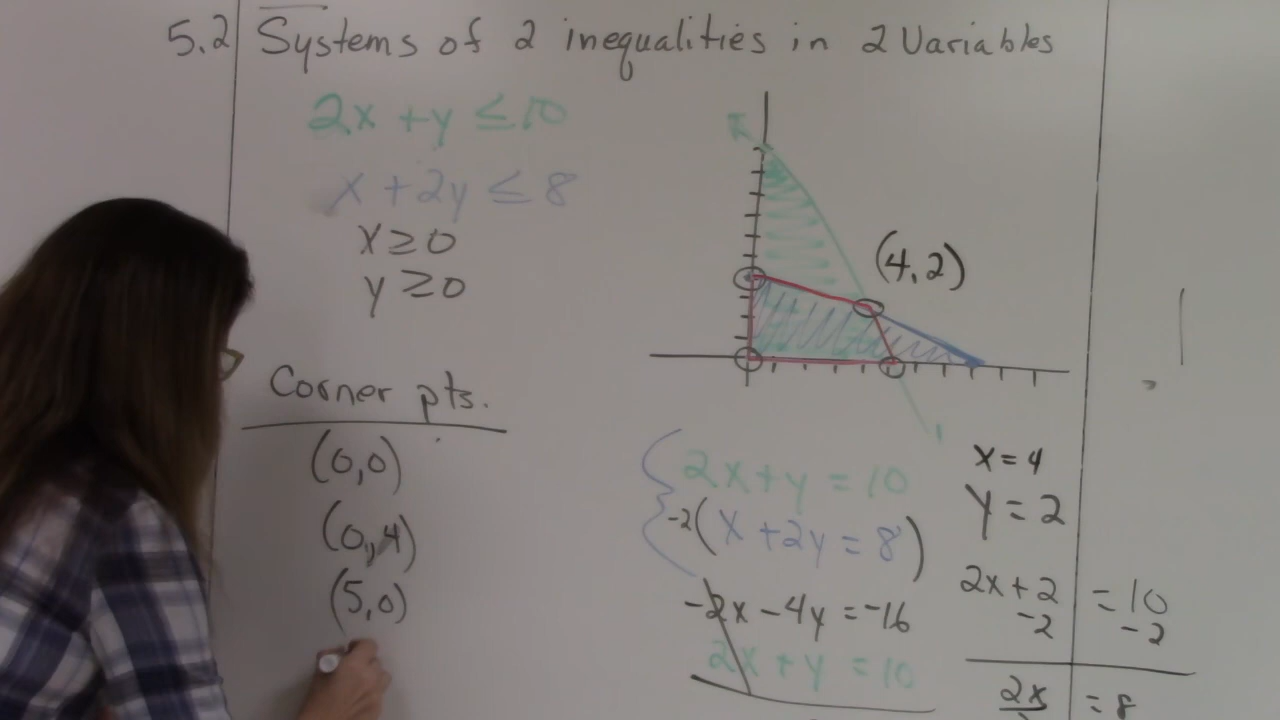 5.2 Systems of 2 inequalities in 2 Variables
2x + y ≤ 10
x + 2y ≤ 8
x ≥ 0
y ≥ 0
(4,2)
Corner pts.
(0,0)
(0,4)
(5,0)
2x + y = 10
-2(x + 2y = 8)
-2x - 4y = -16
2x + y = 10
x = 4
y = 2
2x + 2 = 10
-2 -2
2x = 8